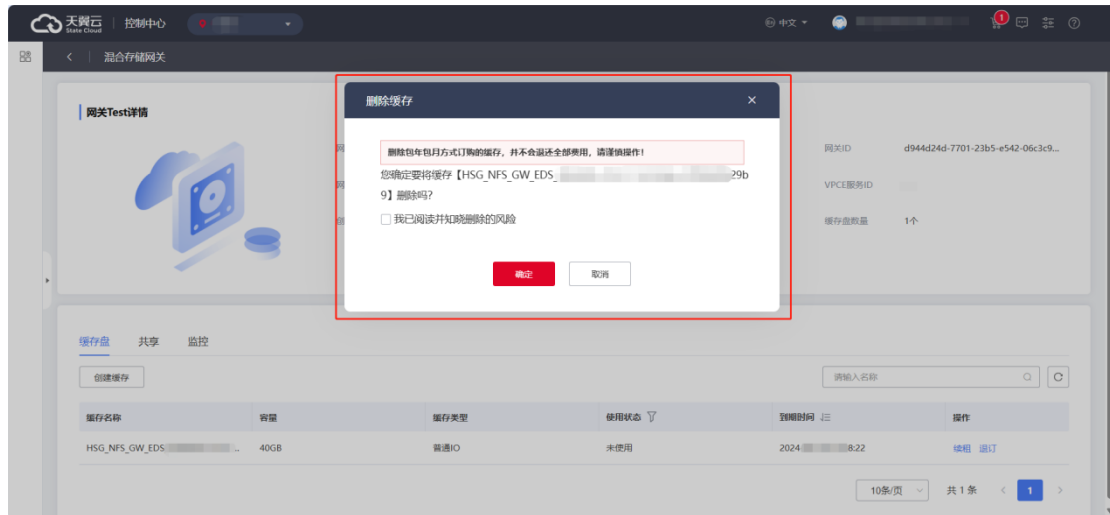 天翼云
State Cloud
控制中心
中文
1
混合存储网关
网关Test详情
删除缓存
删除包年包月方式订购的缓存，并不会退还全部费用，请谨慎操作！
您确定要将缓存【HSG_NFS_GW_EDS_ 29b
9】删除吗?
我已阅读并知晓删除的风险
确定 取消
网
网
创
网关ID d944d24d-7701-23b5-e542-06c3c9...
VPCE服务ID
缓存盘数量 1个
缓存盘 共享 监控
创建缓存
请输入名称
缓存名称 容量 缓存类型 使用状态 到期时间 操作
HSG_NFS_GW_EDS .. 40GB 普通IO 未使用 2024 8:22 续租 退订
10条/页 共 1 条 1